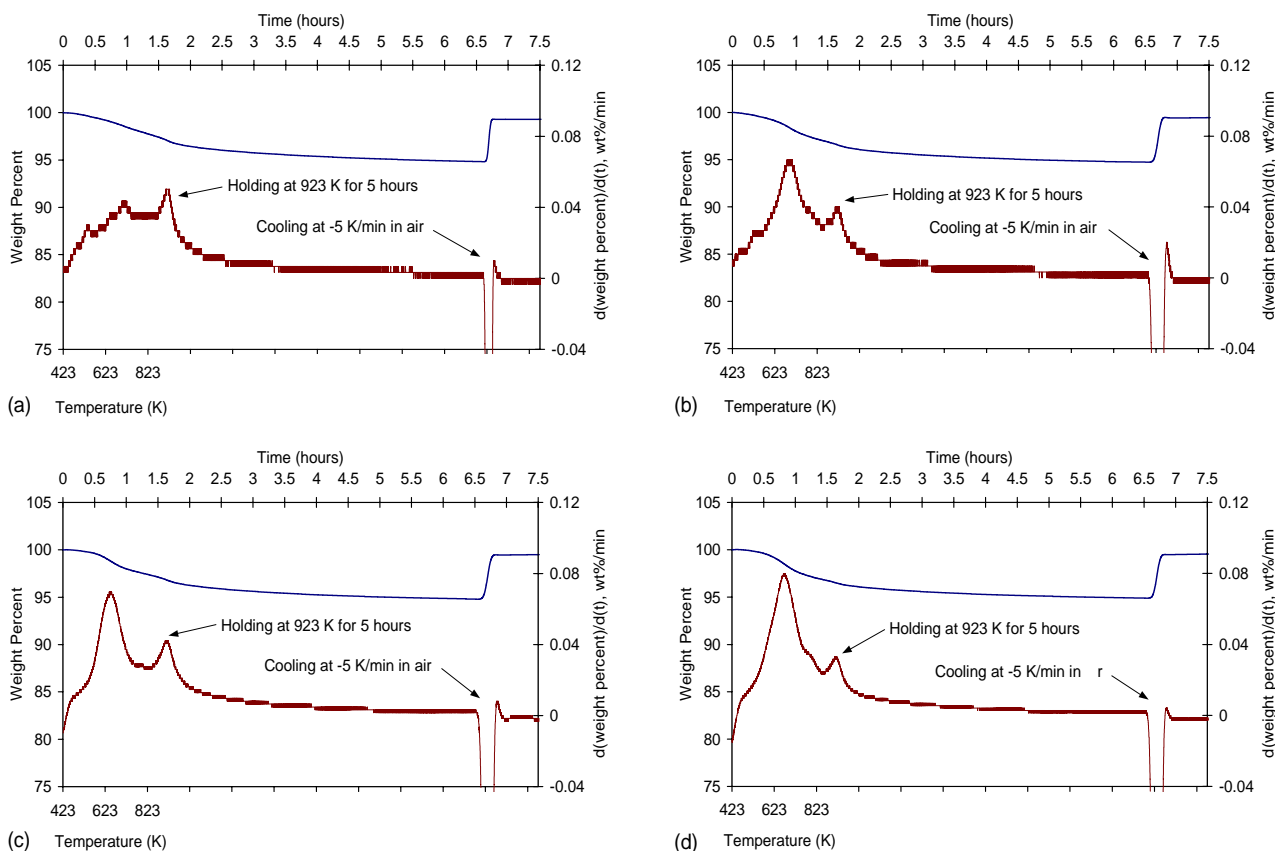 Time (hours)
0 0.5 1 1.5 2 2.5 3 3.5 4 4.5 5 5.5 6 6.5 7 7.5
105
100
95
90
85
80
75
Weight Percent
0.12
0.08
0.04
0
-0.04
d(weight percent)/d(t), wt%/min
Holding at 923 K for 5 hours
Cooling at -5 K/min in air
423 623 823
(a) Temperature (K)
Time (hours)
0 0.5 1 1.5 2 2.5 3 3.5 4 4.5 5 5.5 6 6.5 7 7.5
105
100
95
90
85
80
75
Weight Percent
0.12
0.08
0.04
0
-0.04
d(weight percent)/d(t), wt%/min
Holding at 923 K for 5 hours
Cooling at -5 K/min in air
423 623 823
(b) Temperature (K)
Time (hours)
0 0.5 1 1.5 2 2.5 3 3.5 4 4.5 5 5.5 6 6.5 7 7.5
105
100
95
90
85
80
75
Weight Percent
0.12
0.08
0.04
0
-0.04
d(weight percent)/d(t), wt%/min
Holding at 923 K for 5 hours
Cooling at -5 K/min in air
423 623 823
(c) Temperature (K)
Time (hours)
0 0.5 1 1.5 2 2.5 3 3.5 4 4.5 5 5.5 6 6.5 7 7.5
105
100
95
90
85
80
75
Weight Percent
0.12
0.08
0.04
0
-0.04
d(weight percent)/d(t), wt%/min
Holding at 923 K for 5 hours
Cooling at -5 K/min in r
423 623 823
(d) Temperature (K)